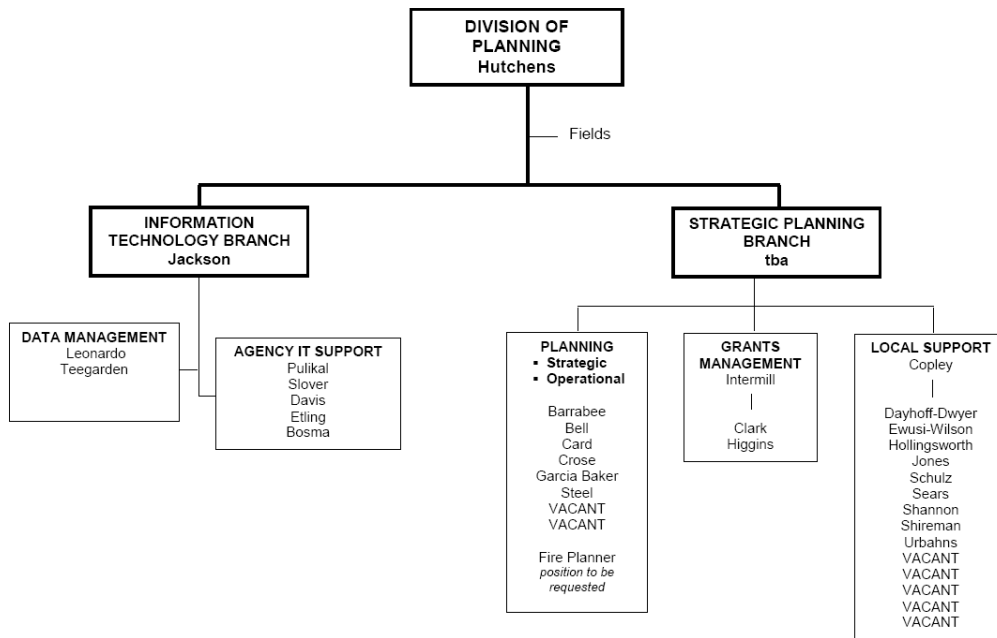 DIVISION OF
PLANNING
Hutchens
Fields
INFORMATION
TECHNOLOGY BRANCH
Jackson
STRATEGIC PLANNING
BRANCH
tba
DATA MANAGEMENT
Leonardo
Teegarden
AGENCY IT SUPPORT
Pulikal
Slover
Davis
Etling
Bosma
PLANNING
▪ Strategic
▪ Operational
Barrabee
Bell
Card
Crose
Garcia Baker
Steel
VACANT
VACANT
Fire Planner
position to be
requested
GRANTS
MANAGEMENT
Intermill
Clark
Higgins
LOCAL SUPPORT
Copley
Dayhoff-Dwyer
Ewusi-Wilson
Hollingsworth
Jones
Schulz
Sears
Shannon
Shireman
Urbahns
VACANT
VACANT
VACANT
VACANT
VACANT